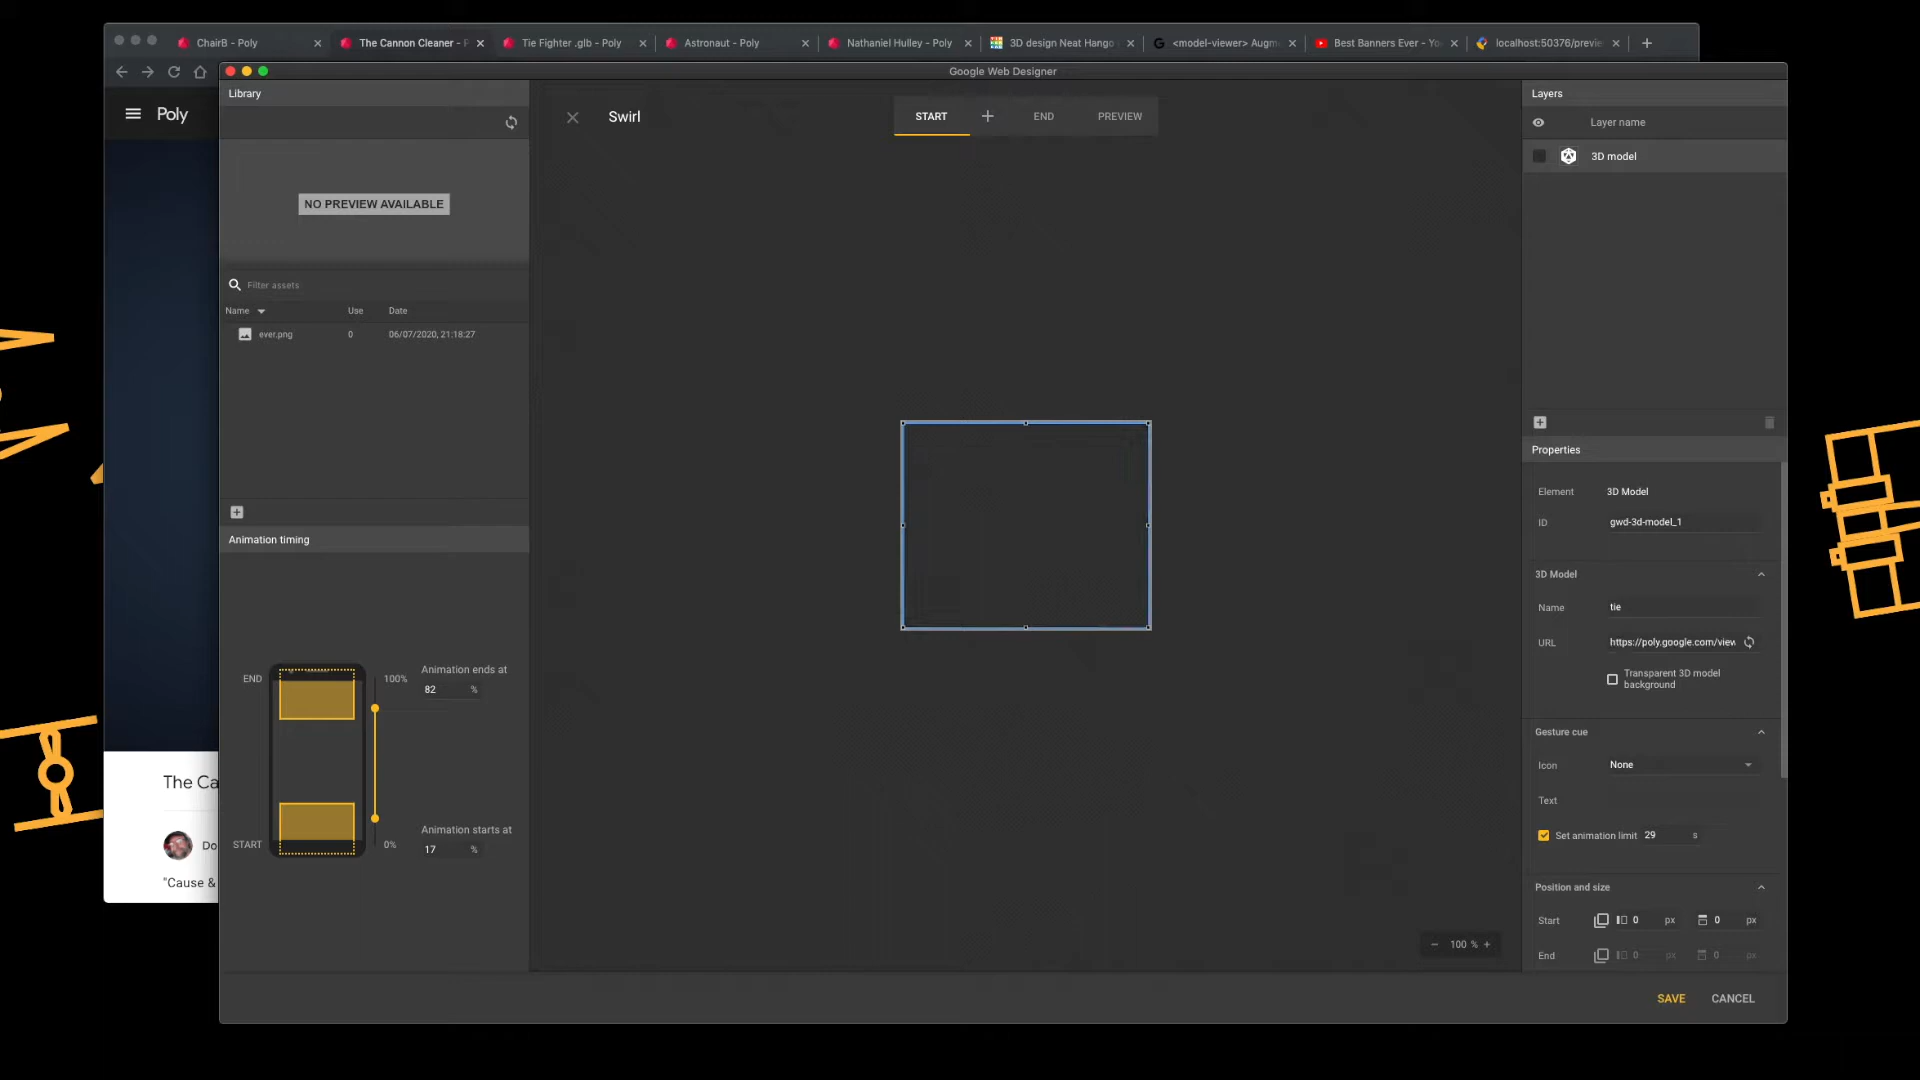 ChairB - Poly
The Cannon Cleaner - P
Tie Fighter .glb - Poly
Astronaut - Poly
Nathaniel Hulley - Poly
3D design Neat Hango
<model-viewer> Augm
Best Banners Ever - Yo
localhost:50376/previe
Google Web Designer
Poly
Library
NO PREVIEW AVAILABLE
Filter assets
Name Use Date
ever.png 0 06/07/2020, 21:18:27
Animation timing
END
100%
Animation ends at
82 %
START
0%
Animation starts at
17 %
The Ca
Do
"Cause &
Swirl
START
END
PREVIEW
100 %
Layers
Layer name
3D model
Properties
Element 3D Model
ID gwd-3d-model_1
3D Model
Name tie
URL https://poly.google.com/view
Transparent 3D model
background
Gesture cue
Icon None
Text
Set animation limit 29 s
Position and size
Start 0 px 0 px
End 0 px 0 px
SAVE CANCEL